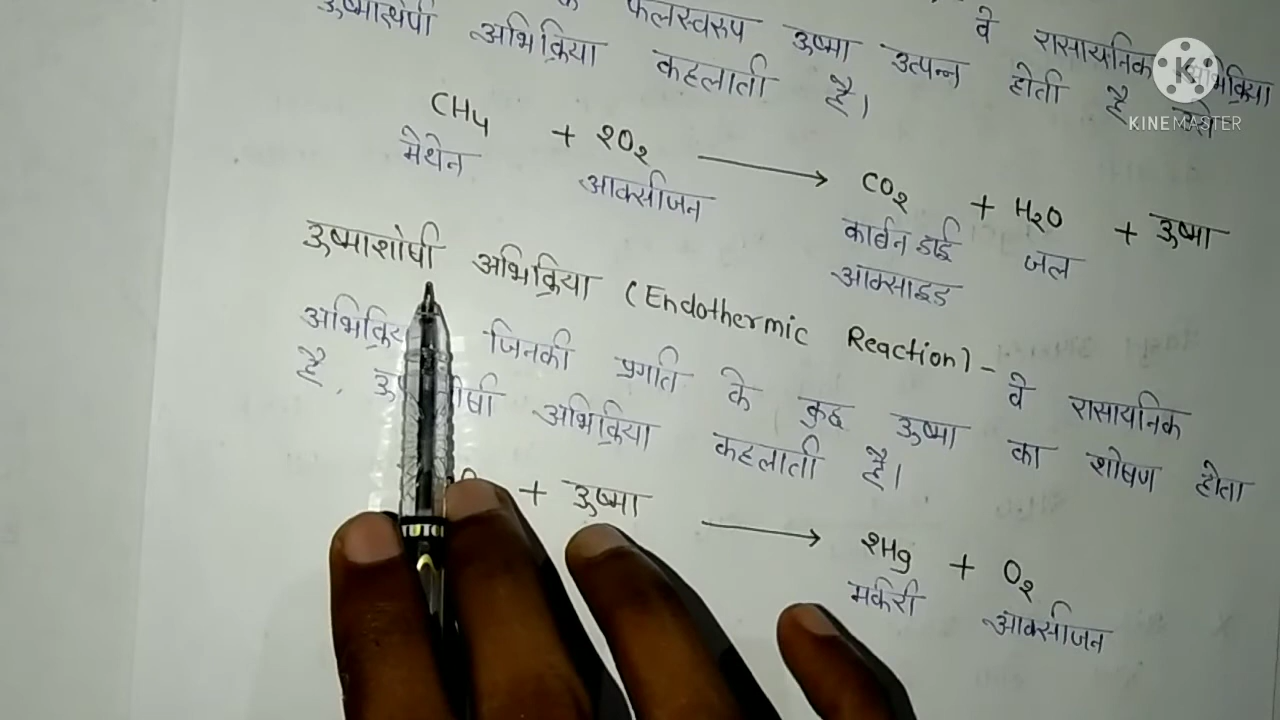 के फलस्वरूप ऊष्मा उत्पन्न होती है वे रासायनिक
ऊष्माक्षेपी अभिक्रिया कहलाती है।
CH4 + 2O2 ⟶ CO2 + H2O + ऊष्मा
मैथेन आक्सीजन कार्बन डाई जल
आक्साइड
ऊष्माशोषी अभिक्रिया (Endothermic Reaction) - वे रासायनिक
अभिक्रिया जिनकी प्रगति के कुछ ऊष्मा का शोषण होता
है, अभिक्रिया कहलाती है।
+ ऊष्मा ⟶ 2Hg + O2
मर्करी आक्सीजन
KINEMASTER